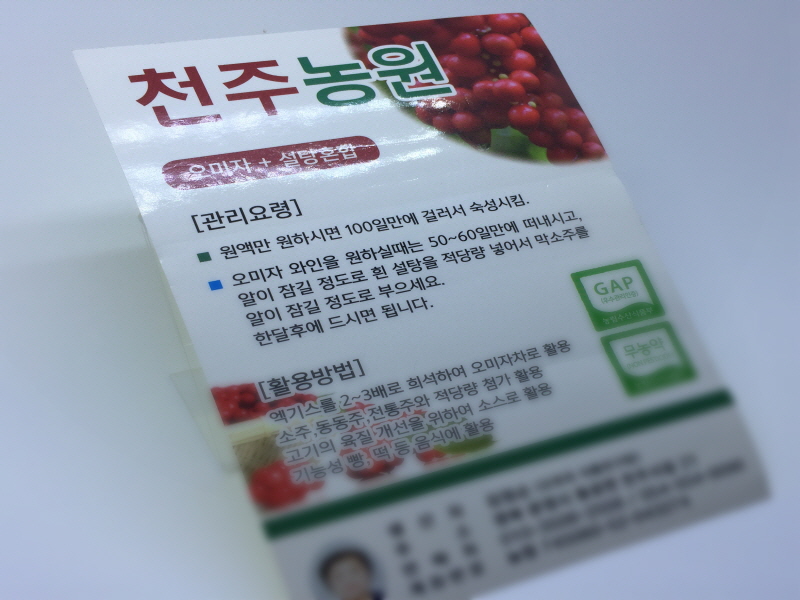 천주농원
오미자 + 설탕혼합
[관리요령]
원액만 원하시면 100일만에 걸러서 숙성시킴.
오미자 와인을 원하실때는 50~60일만에 떠내시고,
알이 잠길 정도로 흰 설탕을 적당량 넣어서 막소주를
알이 잠길 정도로 부으세요.
한달후에 드시면 됩니다.
GAP
무농약
[활용방법]
엑기스를 2~3배로 희석하여 오미자차로 활용
소주,동동주,전통주와 적당량 첨가 활용
고기의 육질 개선을 위하여 소스로 활용
기능성 빵, 떡 등 음식에 활용